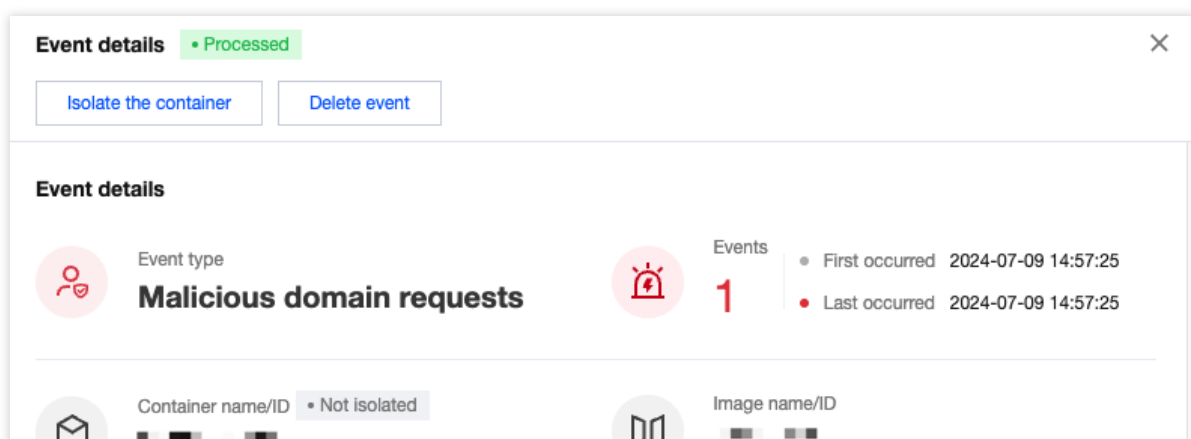 Event details • Processed
Isolate the container Delete event
Event details
Event type
Malicious domain requests
Events
1
First occurred 2024-07-09 14:57:25
Last occurred 2024-07-09 14:57:25
Container name/ID • Not isolated
Image name/ID